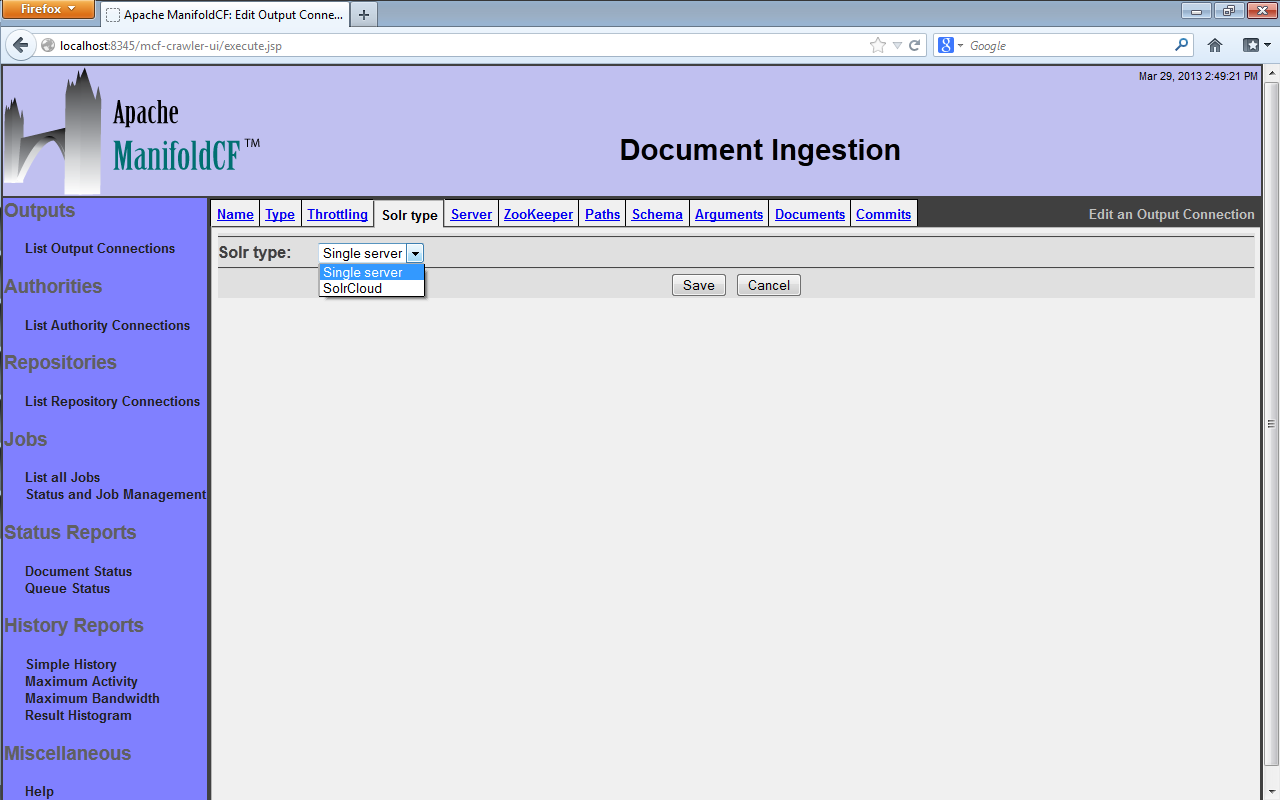 Firefox
Apache ManifoldCF: Edit Output Conne...
localhost:8345/mcf-crawler-ui/execute.jsp
Google
Mar 29, 2013 2:49:21 PM
Apache
ManifoldCF™
Document Ingestion
Outputs
List Output Connections
Authorities
List Authority Connections
Repositories
List Repository Connections
Jobs
List all Jobs
Status and Job Management
Status Reports
Document Status
Queue Status
History Reports
Simple History
Maximum Activity
Maximum Bandwidth
Result Histogram
Miscellaneous
Help
Name Type Throttling Solr type Server ZooKeeper Paths Schema Arguments Documents Commits Edit an Output Connection
Solr type: Single server
Single server
SolrCloud
Save Cancel